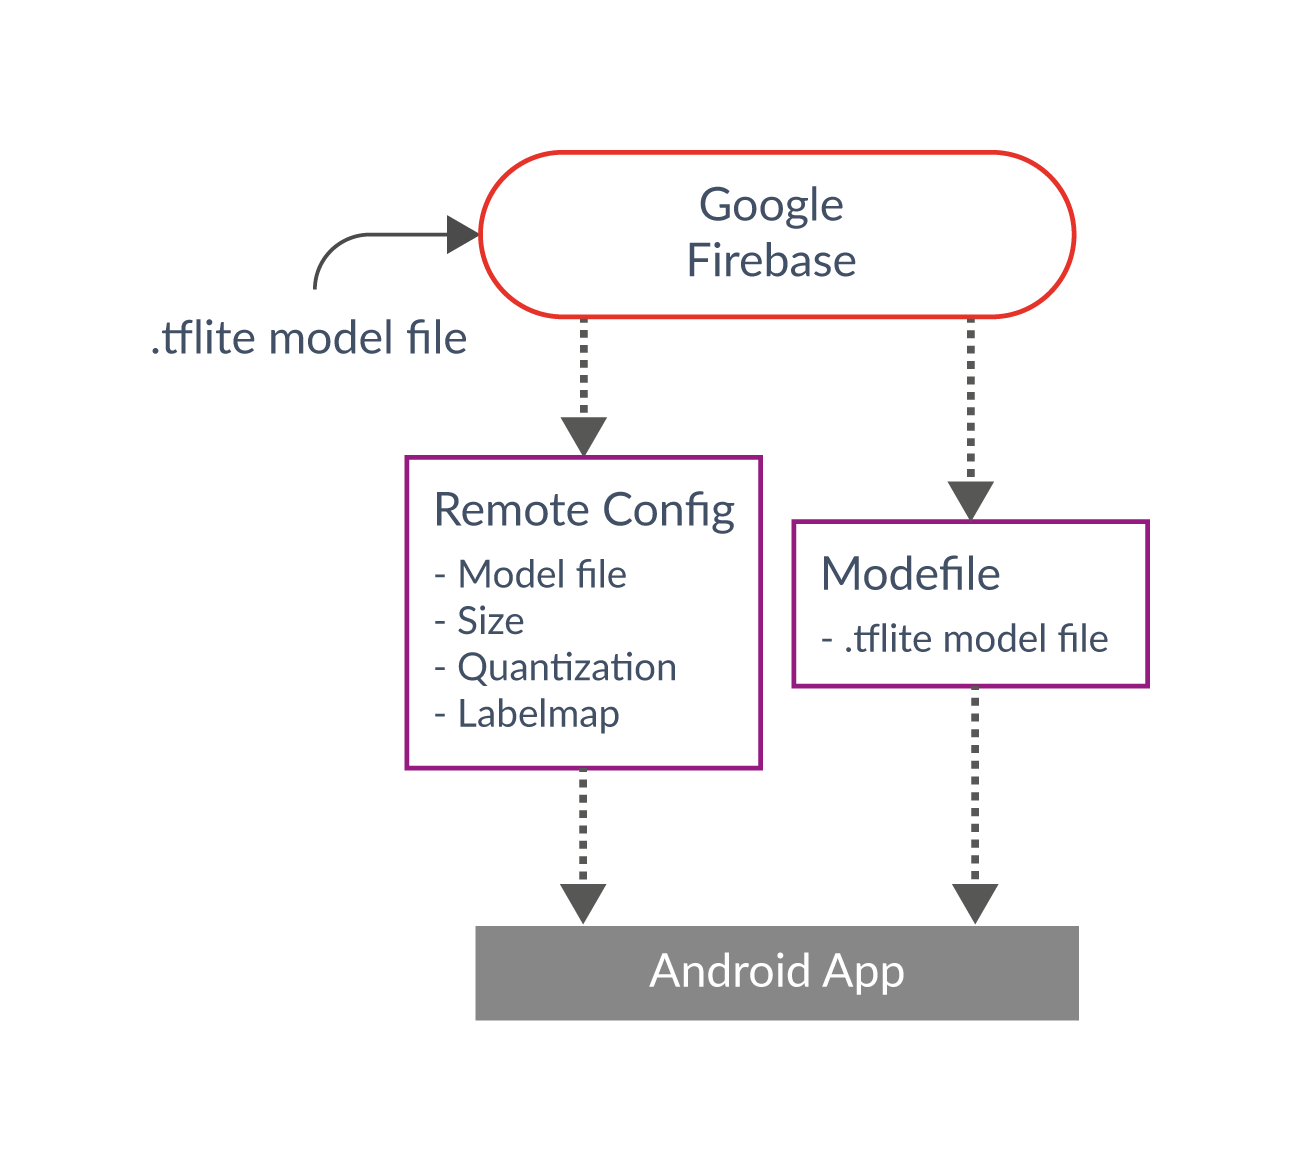 Google
Firebase
.tflite model file
Remote Config
- Model file
- Size
- Quantization
- Labelmap
Modefile
- .tflite model file
Android App